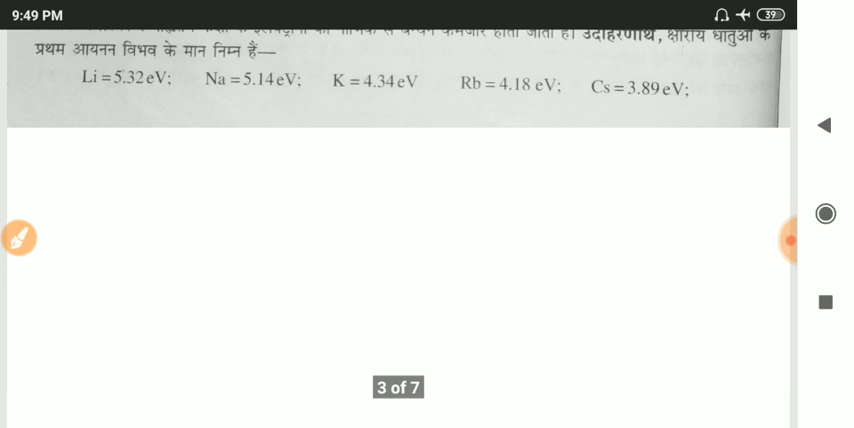 9:49 PM
39
उदाहरणार्थ, क्षारीय धातुओं के
प्रथम आयनन विभव के मान निम्न हैं—
Li = 5.32 eV; Na = 5.14 eV; K = 4.34 eV Rb = 4.18 eV; Cs = 3.89 eV;
3 of 7